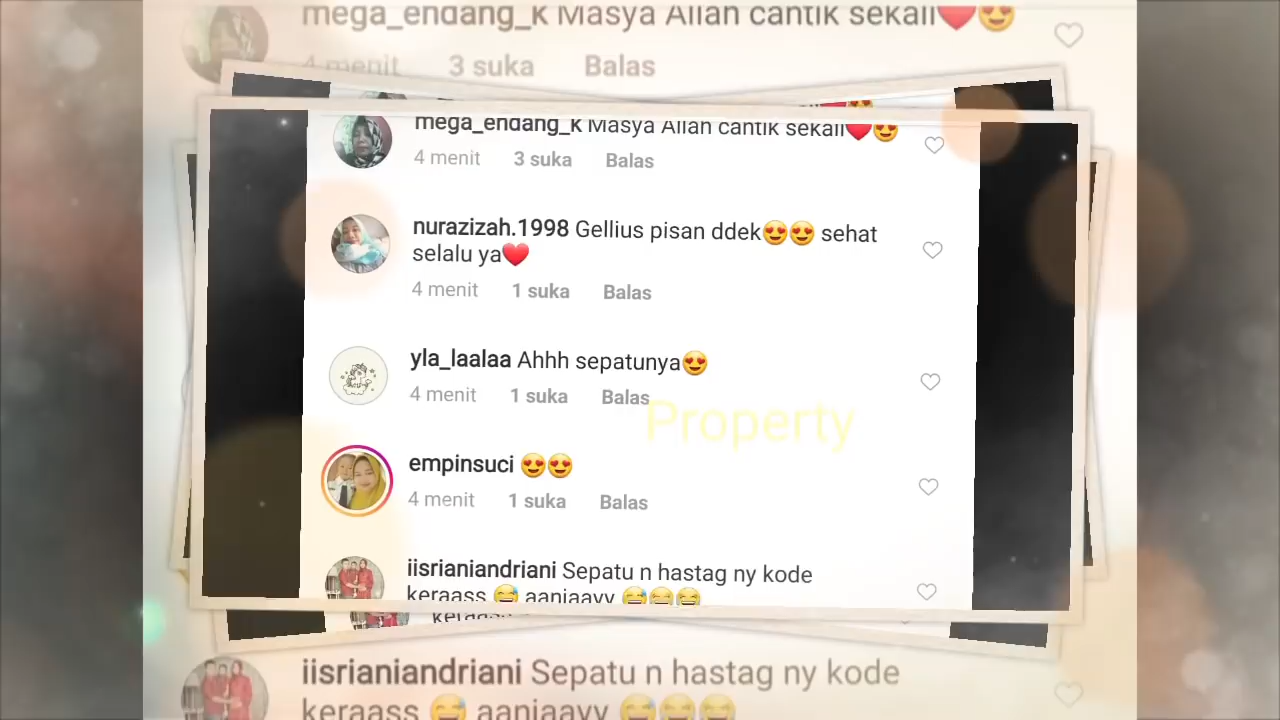 mega_endang_k Masya Allah cantik sekali❤️😍
4 menit 3 suka Balas
mega_endang_k Masya Allah cantik sekali❤️😍
4 menit 3 suka Balas
nurazizah.1998 Gellius pisan ddek😍😍 sehat
selalu ya❤️
4 menit 1 suka Balas
yla_laalaa Ahhh sepatunya😍
4 menit 1 suka Balas
Property
empinsuci 😍😍
4 menit 1 suka Balas
iisrianiandriani Sepatu n hastag ny kode
keraass 😅 aanjaayy 😅😂😂
iisrianiandriani Sepatu n hastag ny kode
keraass 😅 aanjaayy 😅😂😂